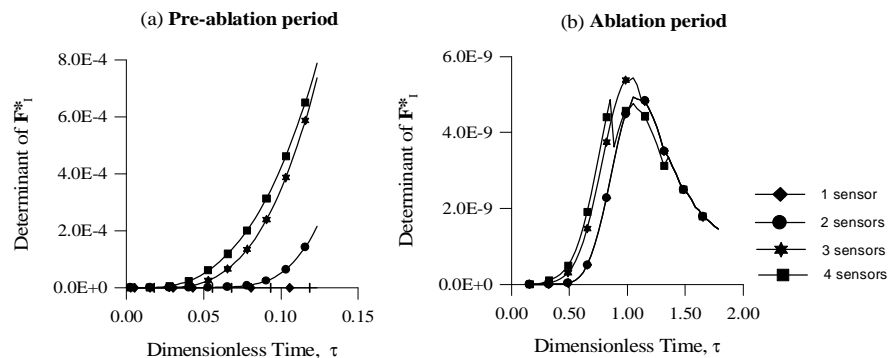 (a) Pre-ablation period
8.0E-4
6.0E-4
4.0E-4
2.0E-4
0.0E+0
Determinant of F*I
0.00
0.05
0.10
0.15
Dimensionless Time, τ
(b) Ablation period
6.0E-9
4.0E-9
2.0E-9
0.0E+0
Determinant of F*I
0.00
0.50
1.00
1.50
2.00
Dimensionless Time, τ
1 sensor
2 sensors
3 sensors
4 sensors